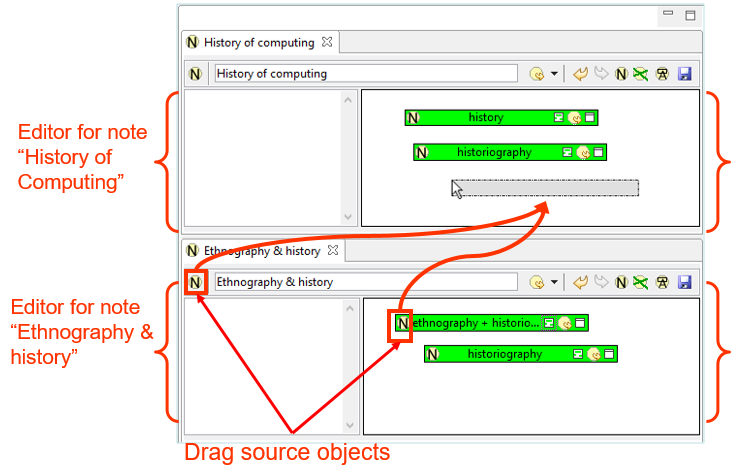 History of computing
N History of computing
Editor for note
“History of
Computing”
N history
N historiography
Ethnography & history
N Ethnography & history
Editor for note
“Ethnography &
history”
N ethnography + historio...
N historiography
Drag source objects